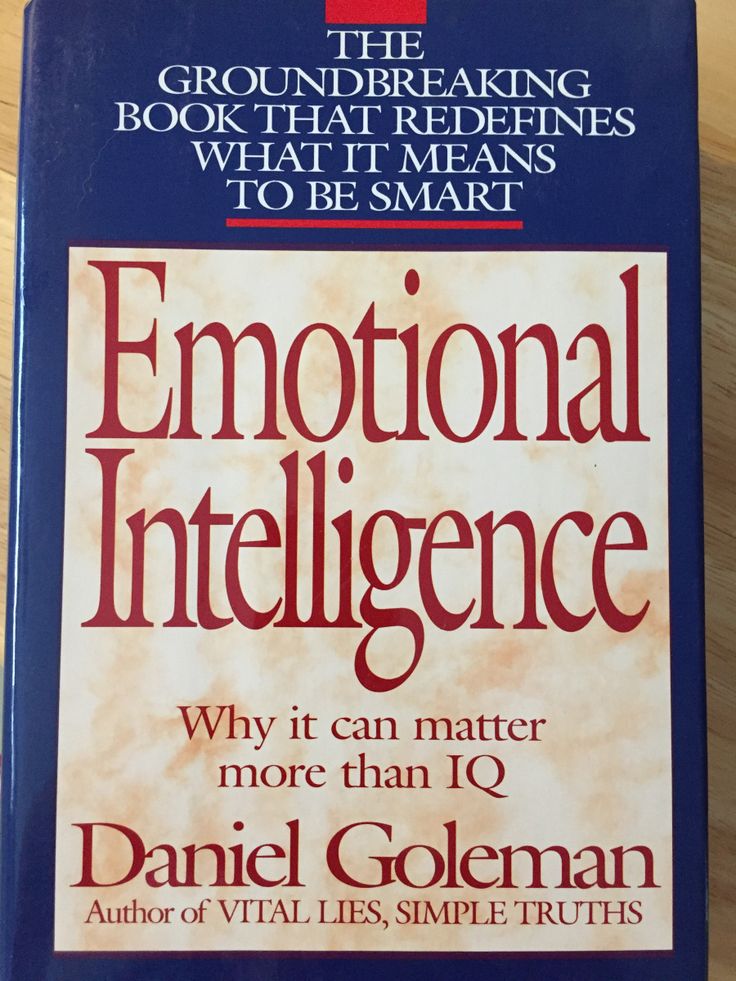 THE
GROUNDBREAKING
BOOK THAT REDEFINES
WHAT IT MEANS
TO BE SMART
Emotional
Intelligence
Why it can matter
more than IQ
Daniel Goleman
Author of VITAL LIES, SIMPLE TRUTHS